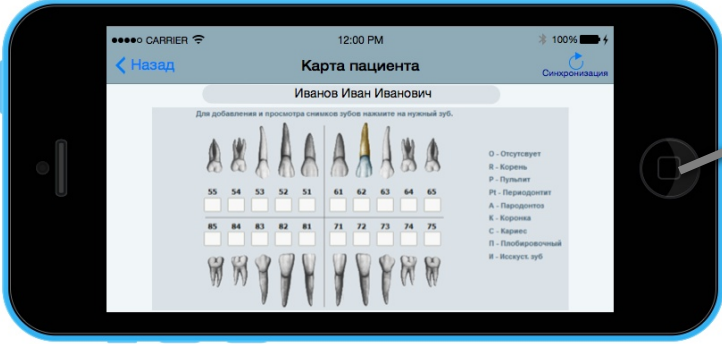 CARRIER 12:00 PM 100%
Назад Карта пациента Синхронизация
Иванов Иван Иванович
Для добавления и просмотра снимков зубов нажмите на нужный зуб.
О - Отсутсвует
R - Корень
Р - Пульпит
Pt - Периодонтит
А - Пародонтоз
К - Коронка
С - Кариес
П - Плобировочный
И - Исскуст. зуб
55 54 53 52 51 61 62 63 64 65
85 84 83 82 81 71 72 73 74 75